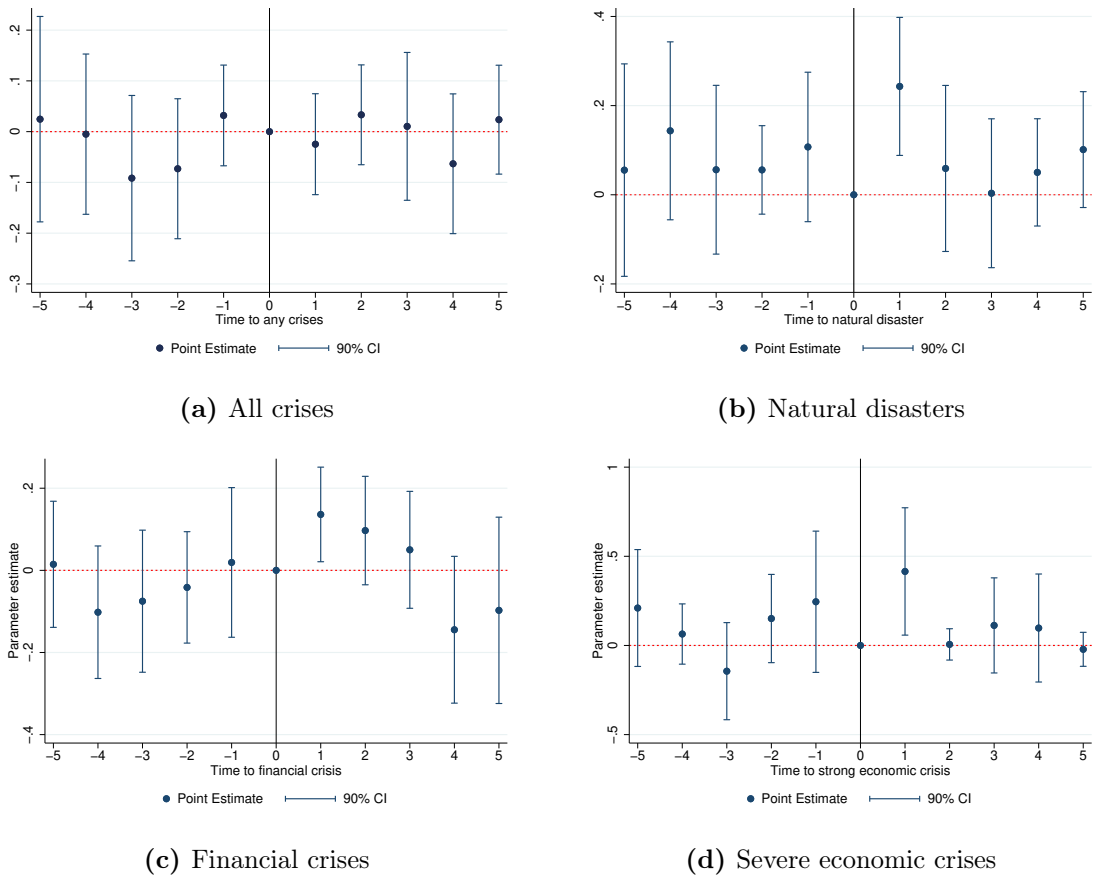 .2
.1
0
-.1
-.2
-.3
-5 -4 -3 -2 -1 0 1 2 3 4 5
Time to any crises
Point Estimate 90% CI
(a) All crises
.4
.2
0
-.2
-5 -4 -3 -2 -1 0 1 2 3 4 5
Time to natural disaster
Point Estimate 90% CI
(b) Natural disasters
Parameter estimate
.2
0
-.2
-.4
-5 -4 -3 -2 -1 0 1 2 3 4 5
Time to financial crisis
Point Estimate 90% CI
(c) Financial crises
Parameter estimate
1
.5
0
-.5
-5 -4 -3 -2 -1 0 1 2 3 4 5
Time to strong economic crisis
Point Estimate 90% CI
(d) Severe economic crises